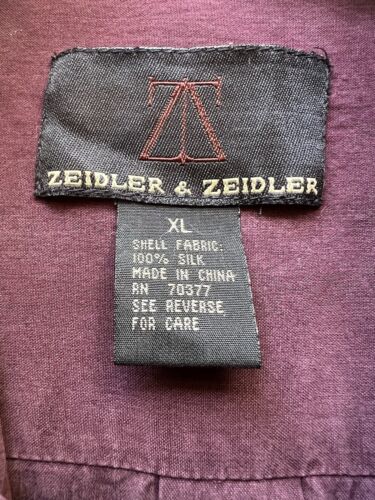 ZEIDLER & ZEIDLER
XL
SHELL FABRIC:
100% SILK
MADE IN CHINA
RN 70377
SEE REVERSE
FOR CARE